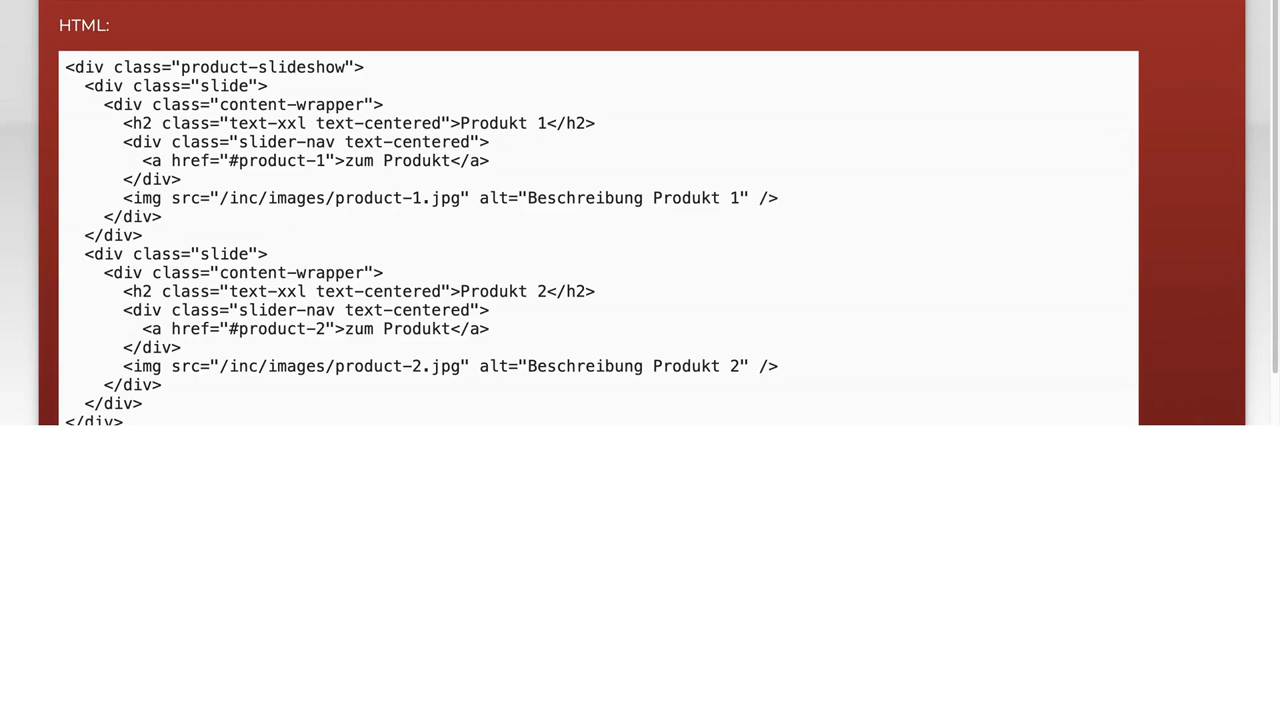 HTML:
<div class="product-slideshow">
  <div class="slide">
    <div class="content-wrapper">
      <h2 class="text-xxl text-centered">Produkt 1</h2>
      <div class="slider-nav text-centered">
        <a href="#product-1">zum Produkt</a>
      </div>
      <img src="/inc/images/product-1.jpg" alt="Beschreibung Produkt 1" />
    </div>
  </div>
  <div class="slide">
    <div class="content-wrapper">
      <h2 class="text-xxl text-centered">Produkt 2</h2>
      <div class="slider-nav text-centered">
        <a href="#product-2">zum Produkt</a>
      </div>
      <img src="/inc/images/product-2.jpg" alt="Beschreibung Produkt 2" />
    </div>
  </div>
</div>